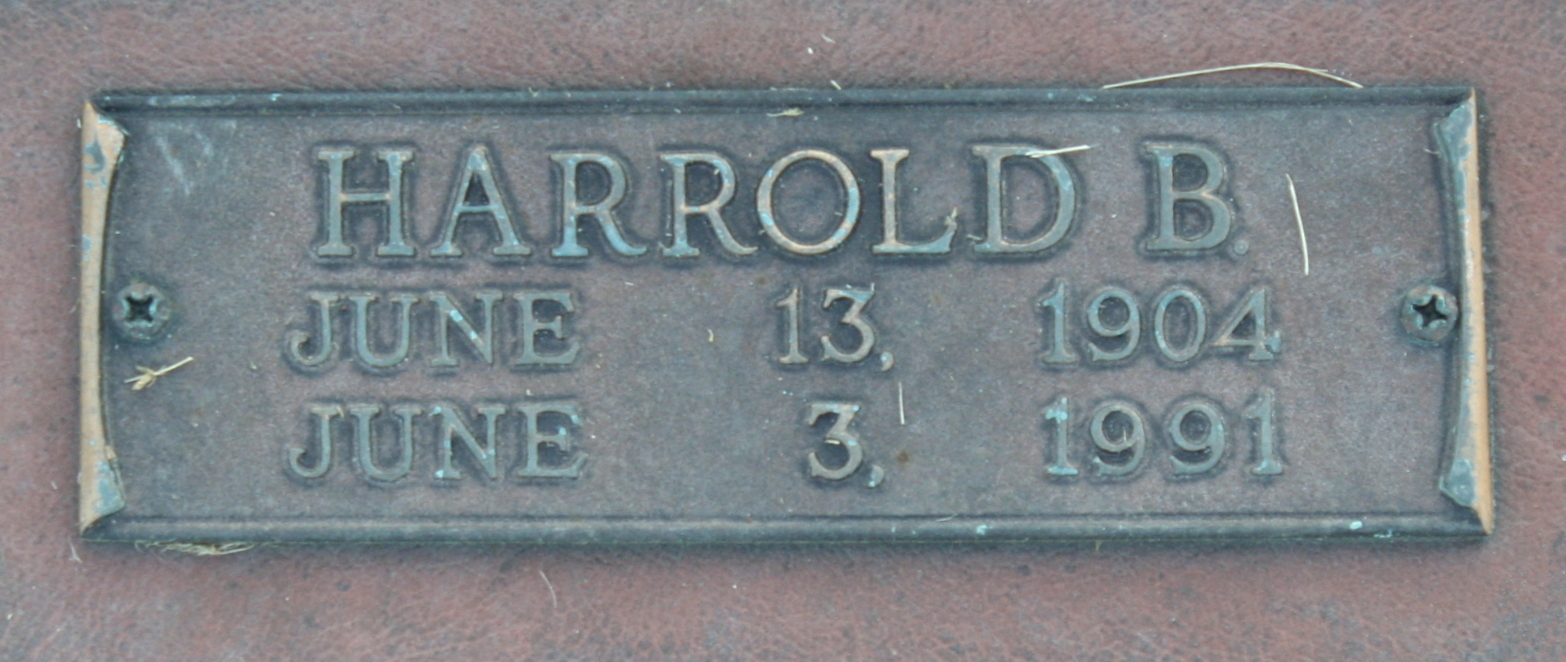 HARROLD B.
JUNE 13, 1904
JUNE 3, 1991